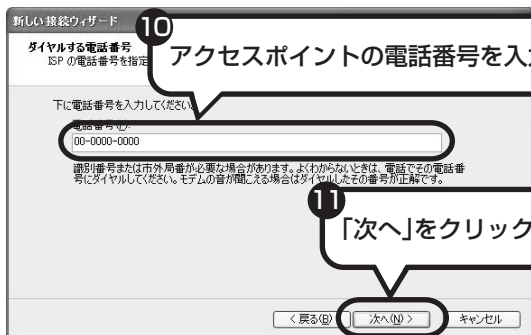 新しい接続ウィザード
10
ダイヤルする電話番号
ISP の電話番号を指定
アクセスポイントの電話番号を入
下に電話番号を入力してください
電話番号(P):
00-0000-0000
識別番号または市外局番が必要な場合があります。よくわからないときは、電話でその電話番
号にダイヤルしてください。モデムの音が聞こえる場合はダイヤルしたその番号が正解です。
11
「次へ」をクリック
< 戻る(B)
次へ(N) >
キャンセル